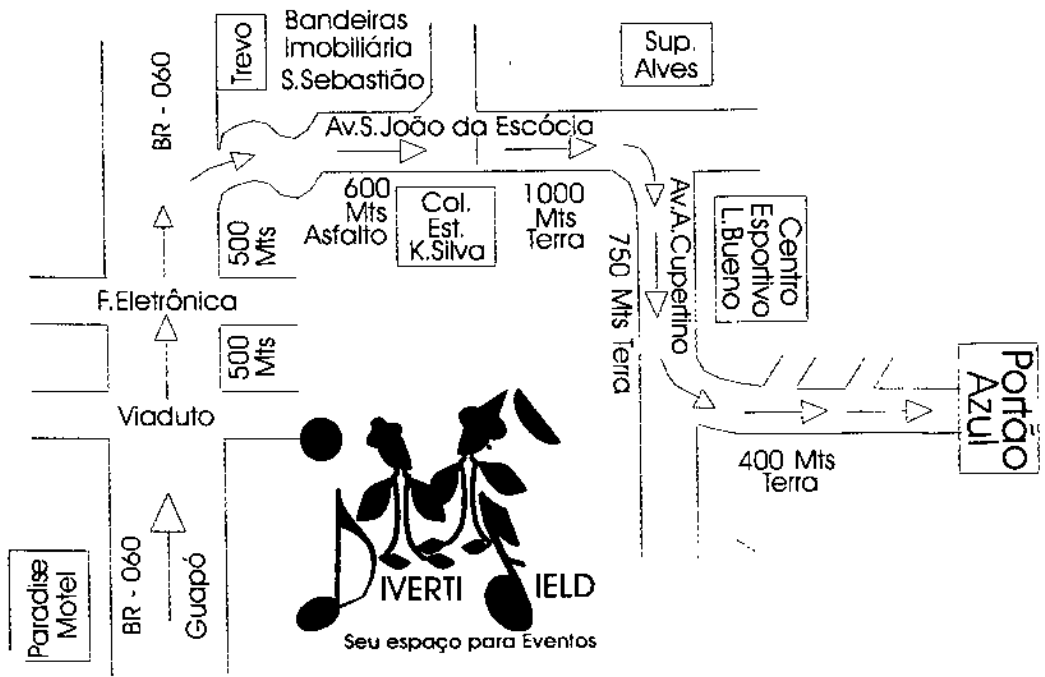 Bandeiras
Imobiliária
S.Sebastião
Trevo
Sup.
Alves
BR - 060
Av.S.João da Escócia
600
Mts
Asfalto
Col.
Est.
K.Silva
1000
Mts
Terra
Av.A.Cupertino
Centro
Esportivo
L.Bueno
500
Mts
750 Mts Terra
F.Eletrônica
500
Mts
Viaduto
Portão
Azul
400 Mts
Terra
Paradise
Motel
BR - 060
Guapó
IVERTI IELD
Seu espaço para Eventos